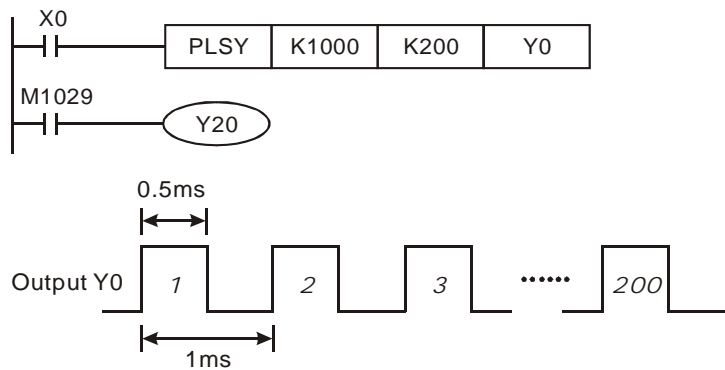 X0
PLSY K1000 K200 Y0
M1029
Y20
0.5ms
Output Y0 1 2 3 ...... 200
1ms